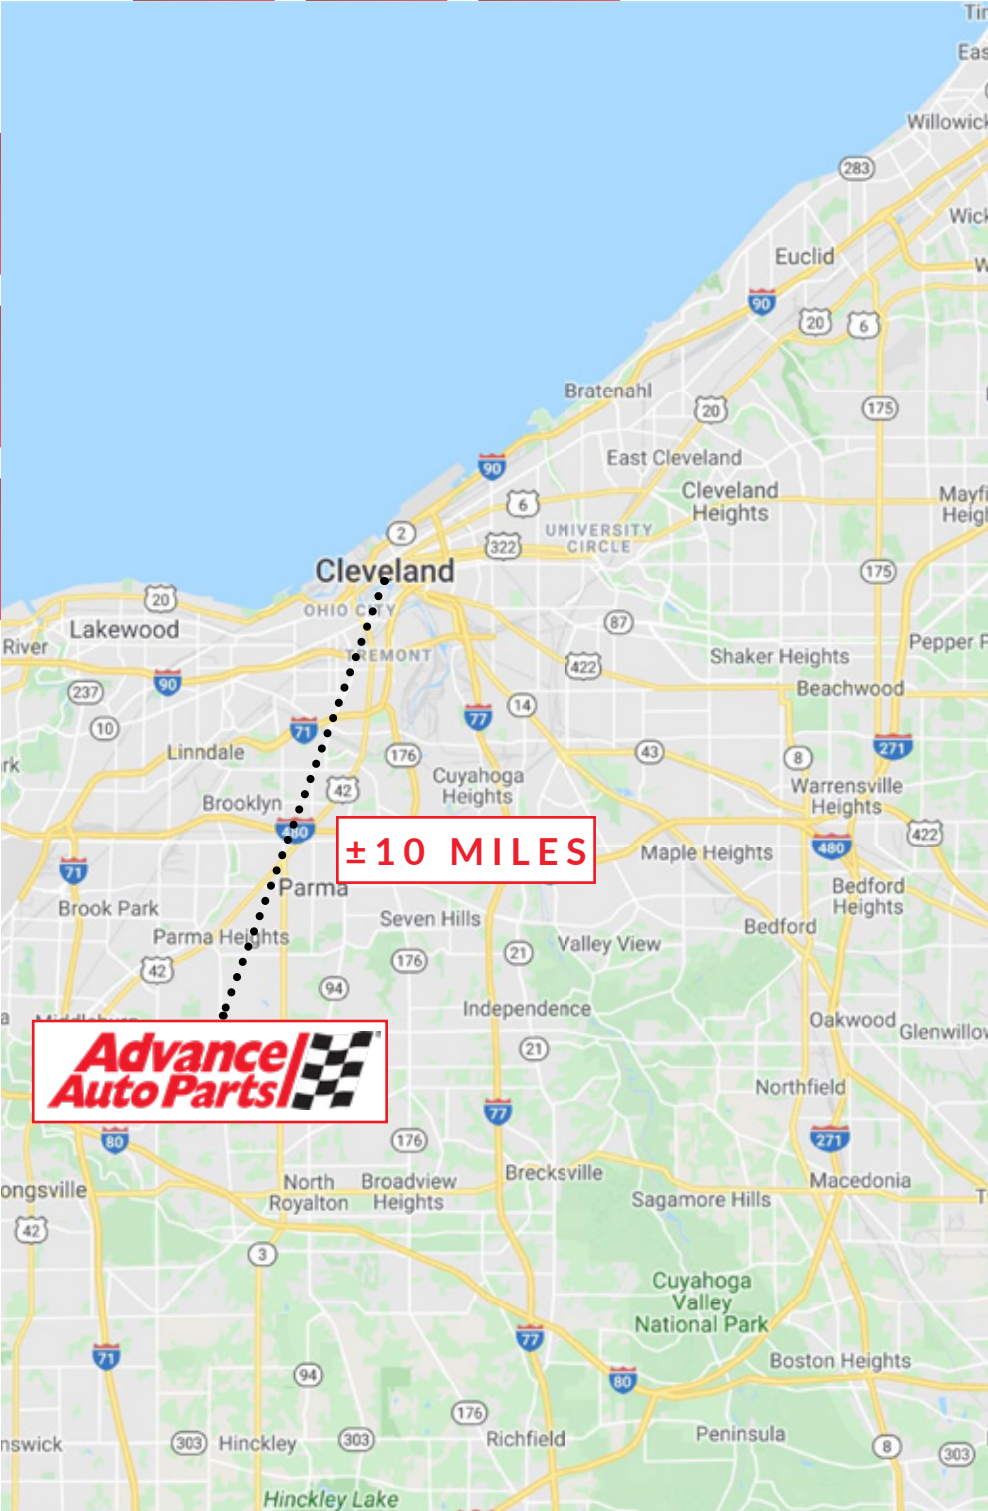 Willowick
283
Euclid
90
20
6
Bratenahl
20
175
East Cleveland
90
Cleveland
Heights
6
UNIVERSITY
CIRCLE
2
322
Cleveland
175
20
OHIO CITY
87
Lakewood
River
TREMONT
422
Shaker Heights
Pepper P
237
90
Beachwood
10
71
77
14
271
Linndale
176
43
8
Cuyahoga
Heights
42
Warrensville
Heights
Brooklyn
480
±10 MILES
422
480
71
Maple Heights
Parma
Bedford
Heights
Brook Park
Seven Hills
Bedford
Parma Heights
21
Valley View
42
176
94
Independence
Oakwood
Glenwillow
21
Advance
Auto Parts
Northfield
77
80
176
271
Brecksville
North
Royalton
Broadview
Heights
Macedonia
ongsville
Sagamore Hills
42
3
Cuyahoga
Valley
National Park
77
71
Boston Heights
94
80
176
Peninsula
nswick
303
Hinckley
303
Richfield
8
303
Hinckley Lake